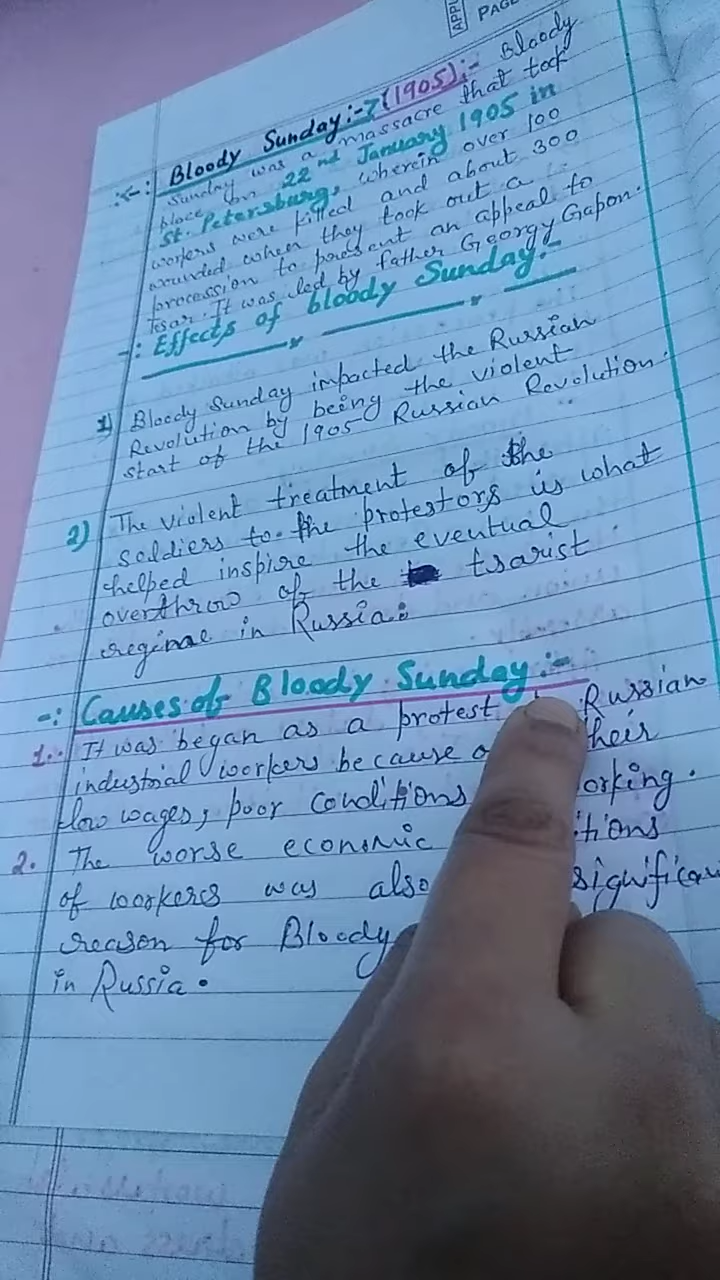 PAGE
Bloody Sunday:- (1905):- Bloody
Sunday was a massacre that took
place on 22nd January 1905 in
St. Petersburg, wherein over 100
workers were killed and about 300
wounded when they took out a
procession to present an appeal to
Tsar. It was led by father Georgy Gapon.
-: Effects of bloody Sunday:-
1) Bloody Sunday impacted the Russian
Revolution by being the violent
start of the 1905 Russian Revolution.
2) The violent treatment of the
soldiers to the protestors is what
helped inspire the eventual
overthrow of the tsarist
regimae in Russia.
-: Causes of Bloody Sunday:-
1. It was began as a protest Russian
industrial workers because their
low wages, poor conditions orking.
2. The worse economic itions
of workers was also significan
reason for Bloody
in Russia.